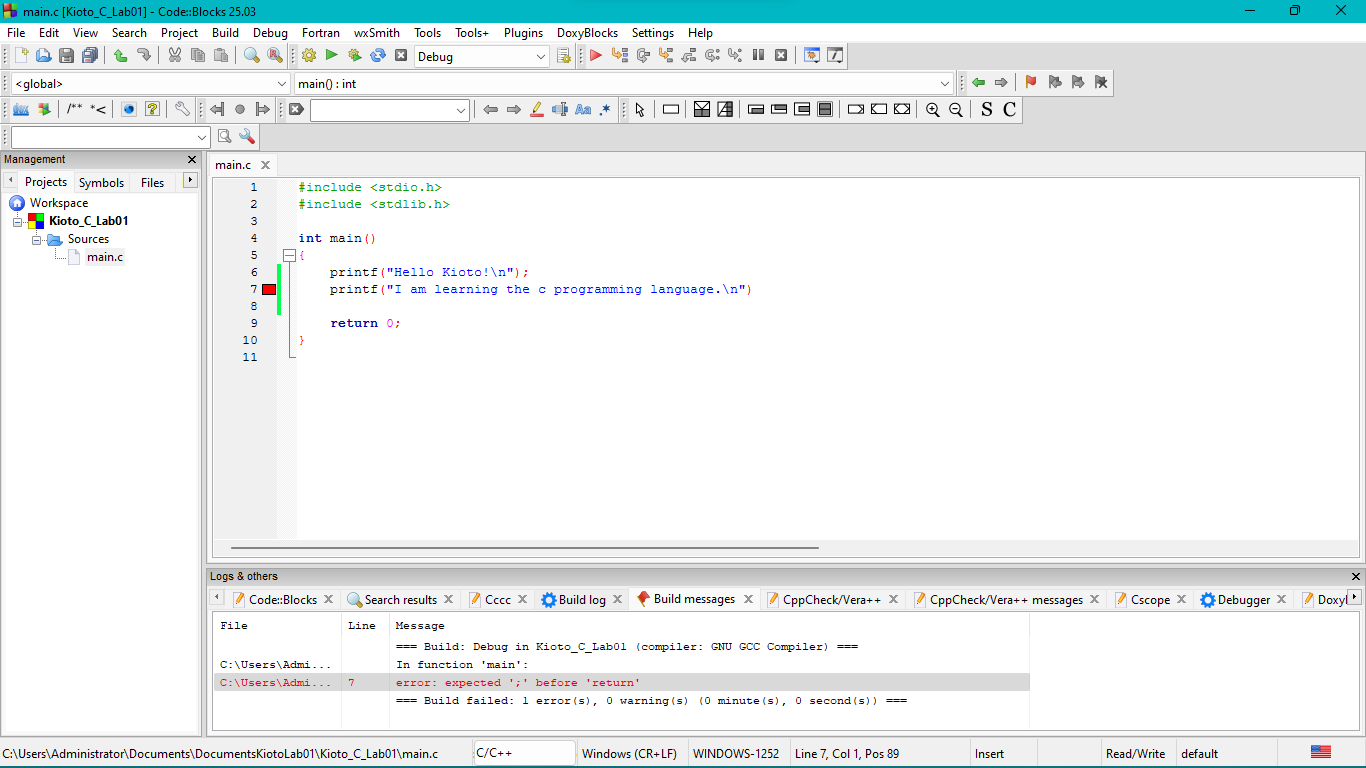 main.c [Kioto_C_Lab01] - Code::Blocks 25.03
File Edit View Search Project Build Debug Fortran wxSmith Tools Tools+ Plugins DoxyBlocks Settings Help
Debug
<global> main() : int
/** *< Aa .* S C
Management
Projects Symbols Files
Workspace
Kioto_C_Lab01
Sources
main.c
main.c
1 #include <stdio.h>
2 #include <stdlib.h>
3
4 int main()
5 {
6 printf("Hello Kioto!\n");
7 printf("I am learning the c programming language.\n")
8
9 return 0;
10 }
11
Logs & others
Code::Blocks Search results Cccc Build log Build messages CppCheck/Vera++ CppCheck/Vera++ messages Cscope Debugger Doxyl
File Line Message
=== Build: Debug in Kioto_C_Lab01 (compiler: GNU GCC Compiler) ===
C:\Users\Admi... In function 'main':
C:\Users\Admi... 7 error: expected ';' before 'return'
=== Build failed: 1 error(s), 0 warning(s) (0 minute(s), 0 second(s)) ===
C:\Users\Administrator\Documents\DocumentsKiotoLab01\Kioto_C_Lab01\main.c C/C++ Windows (CR+LF) WINDOWS-1252 Line 7, Col 1, Pos 89 Insert Read/Write default